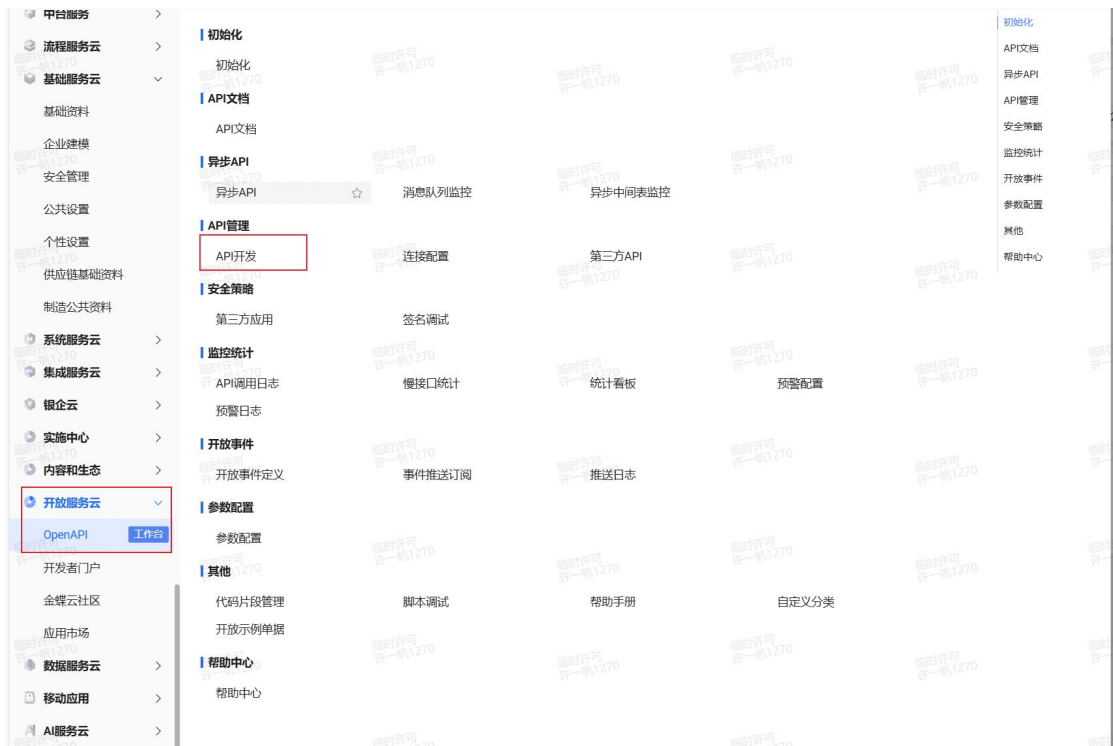 中台服务
流程服务云
基础服务云
基础资料
企业建模
安全管理
公共设置
个性设置
供应链基础资料
制造公共资料
系统服务云
集成服务云
银企云
实施中心
内容和生态
开放服务云
OpenAPI 工作台
开发者门户
金蝶云社区
应用市场
数据服务云
移动应用
AI服务云
初始化
初始化
API文档
API文档
异步API
异步API 消息队列监控 异步中间表监控
API管理
API开发 连接配置 第三方API
安全策略
第三方应用 签名调试
监控统计
API调用日志 慢接口统计 统计看板 预警配置
预警日志
开放事件
开放事件定义 事件推送订阅 推送日志
参数配置
参数配置
其他
代码片段管理 脚本调试 帮助手册 自定义分类
开放示例单据
帮助中心
帮助中心
初始化
API文档
异步API
API管理
安全策略
监控统计
开放事件
参数配置
其他
帮助中心
临时许可
许一帆1270